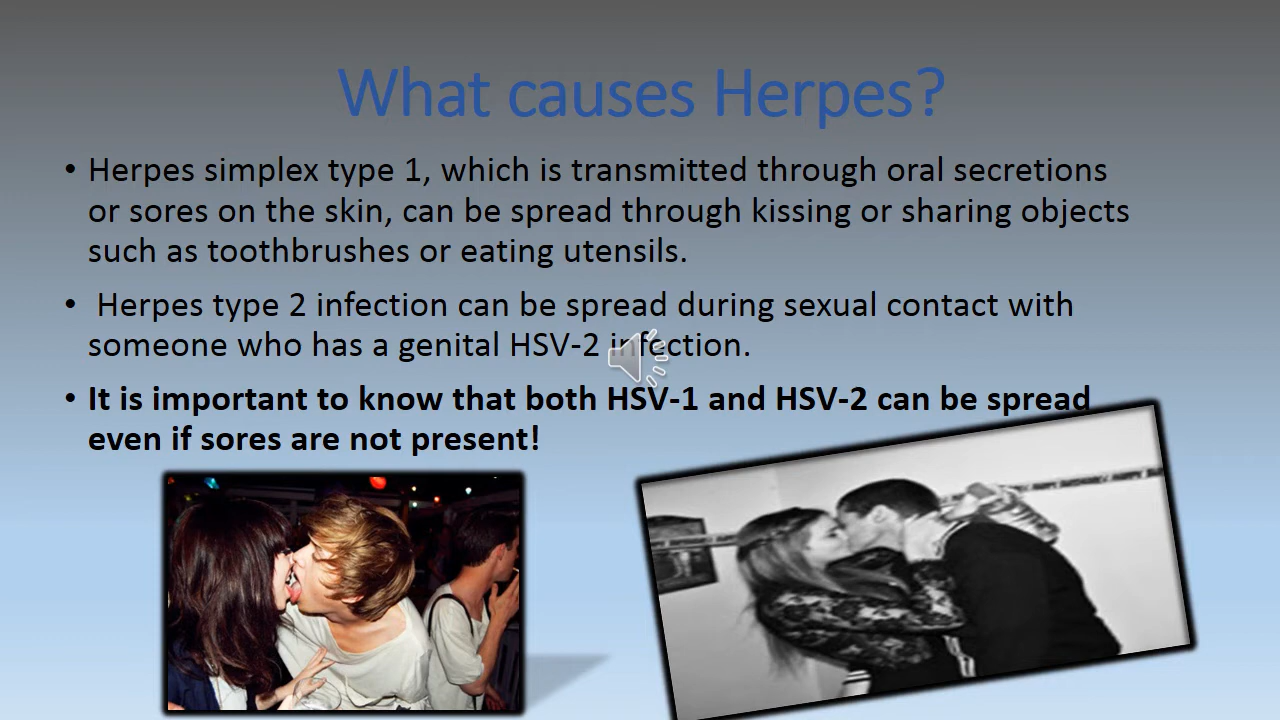 What causes Herpes?
• Herpes simplex type 1, which is transmitted through oral secretions
or sores on the skin, can be spread through kissing or sharing objects
such as toothbrushes or eating utensils.
• Herpes type 2 infection can be spread during sexual contact with
someone who has a genital HSV-2 infection.
• It is important to know that both HSV-1 and HSV-2 can be spread
even if sores are not present!